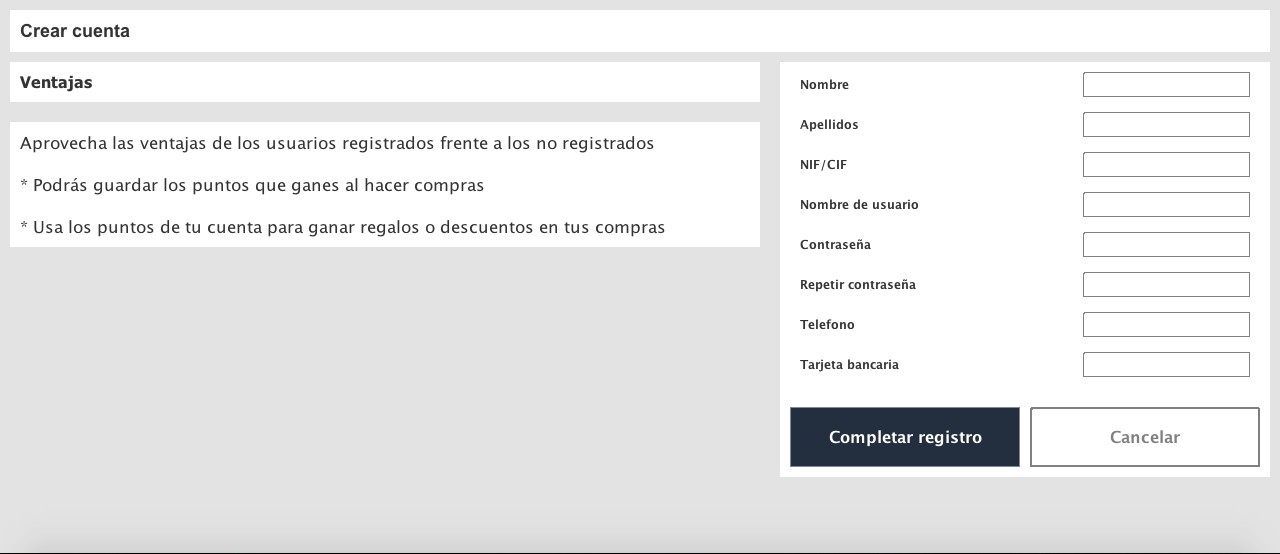 Crear cuenta
Ventajas
Aprovecha las ventajas de los usuarios registrados frente a los no registrados
* Podrás guardar los puntos que ganes al hacer compras
* Usa los puntos de tu cuenta para ganar regalos o descuentos en tus compras
Nombre
Apellidos
NIF/CIF
Nombre de usuario
Contraseña
Repetir contraseña
Telefono
Tarjeta bancaria
Completar registro
Cancelar